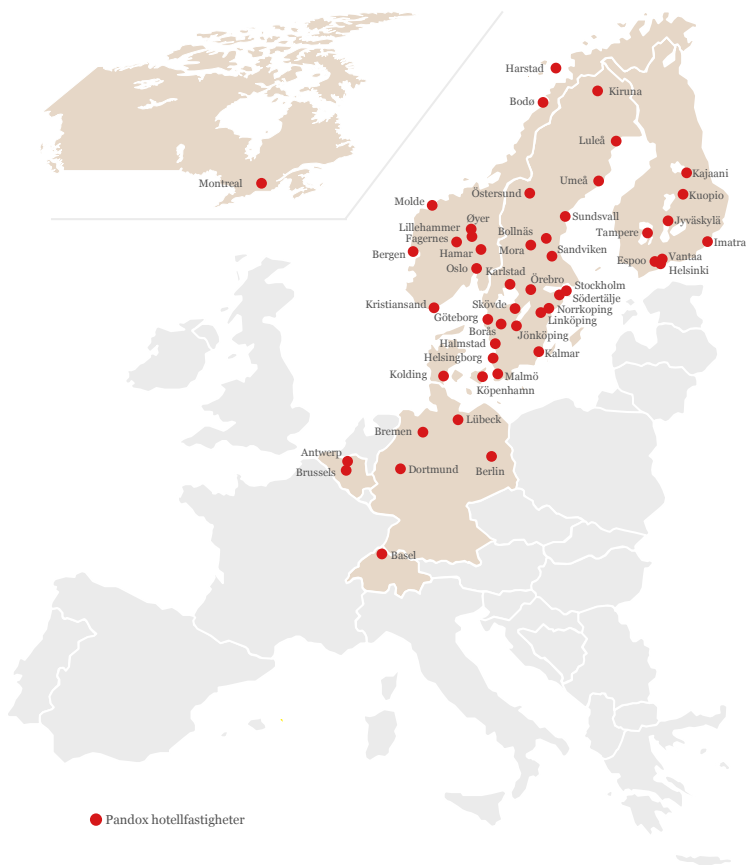 Harstad
Kiruna
Bodø
Luleå
Montreal
Kajaani
Umeå
Östersund
Kuopio
Molde
Sundsvall
Øyer
Jyväskylä
Lillehammer
Tampere
Bollnäs
Fagernes
Imatra
Mora
Sandviken
Bergen
Hamar
Vantaa
Espoo
Oslo
Helsinki
Karlstad
Örebro
Stockholm
Södertälje
Kristiansand
Skövde
Norrkoping
Göteborg
Linköping
Borås
Jönköping
Halmstad
Kalmar
Helsingborg
Kolding
Malmö
Köpenhamn
Lübeck
Bremen
Antwerp
Brussels
Dortmund
Berlin
Basel
Pandox hotellfastigheter